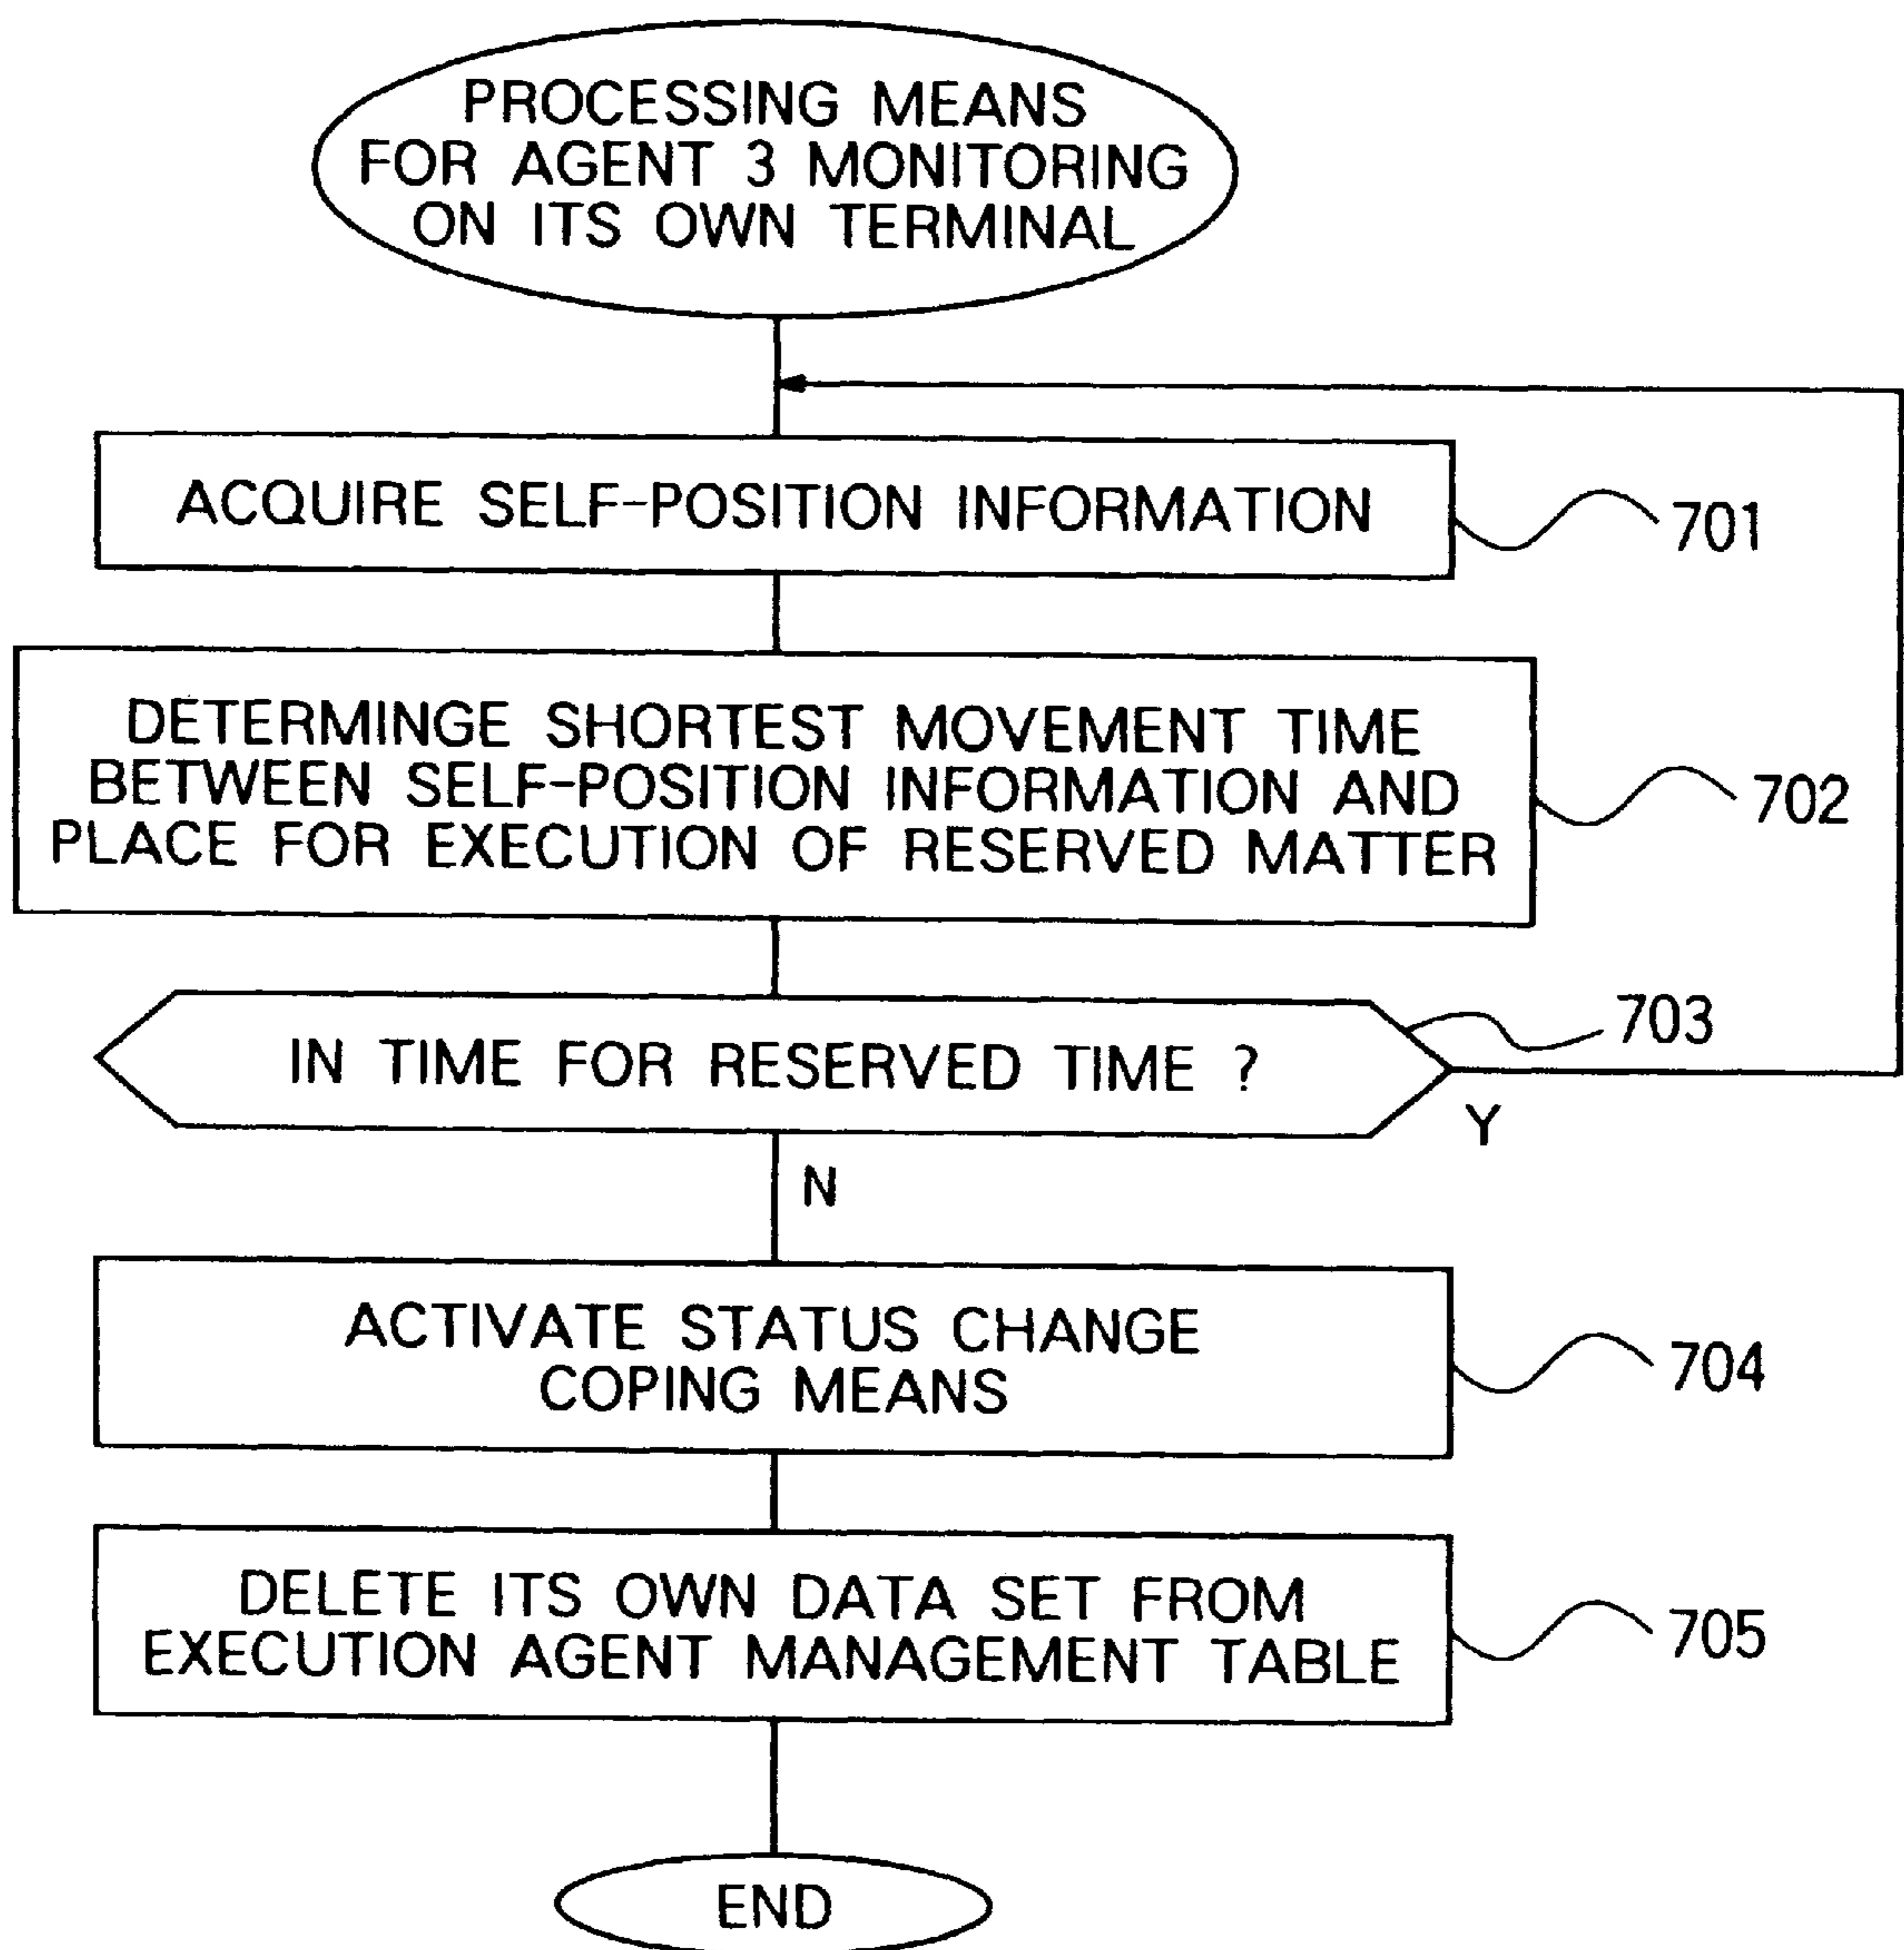 PROCESSING MEANS
FOR AGENT 3 MONITORING
ON ITS OWN TERMINAL
ACQUIRE SELF-POSITION INFORMATION
701
DETERMINGE SHORTEST MOVEMENT TIME
BETWEEN SELF-POSITION INFORMATION AND
PLACE FOR EXECUTION OF RESERVED MATTER
702
IN TIME FOR RESERVED TIME ?
703
Y
N
ACTIVATE STATUS CHANGE
COPING MEANS
704
DELETE ITS OWN DATA SET FROM
EXECUTION AGENT MANAGEMENT TABLE
705
END